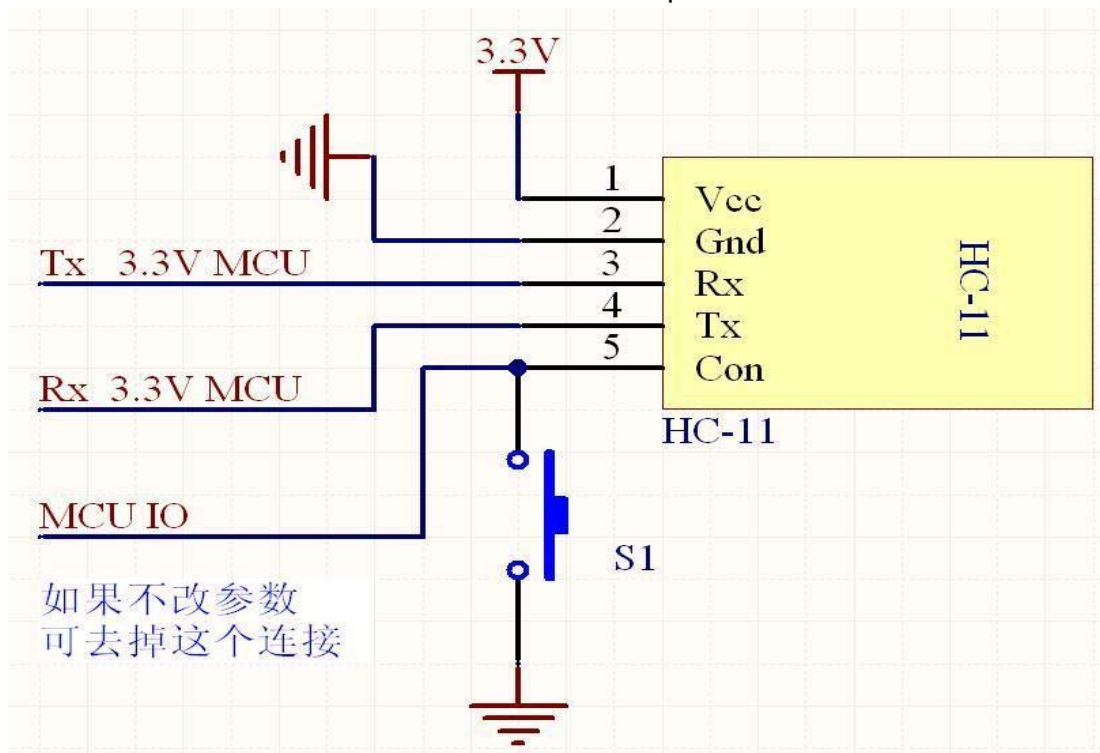 3.3V
1
Vcc
2
Gnd
Tx 3.3V MCU
3
Rx
4
Tx
5
Con
HC-11
Rx 3.3V MCU
HC-11
MCU IO
S1
如果不改参数
可去掉这个连接